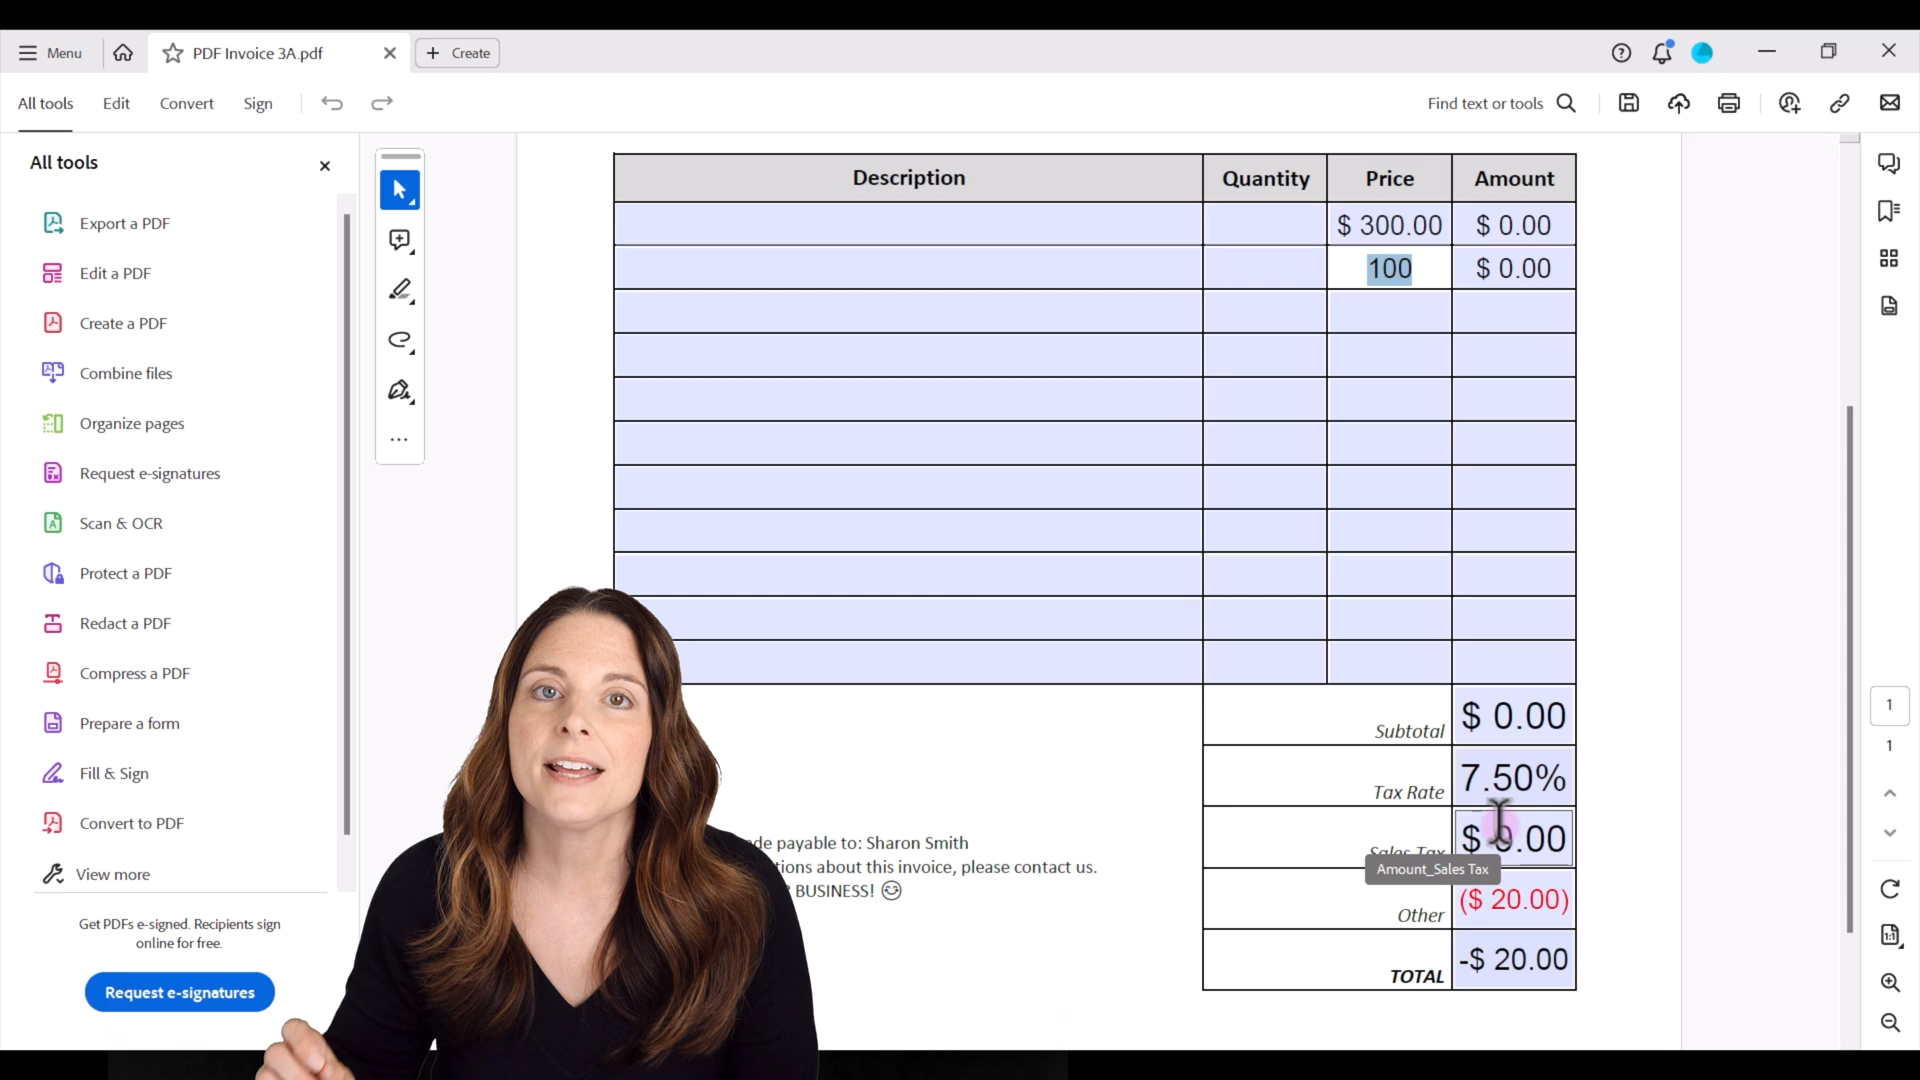 Menu
PDF Invoice 3A.pdf
Create
All tools
Edit
Convert
Sign
Find text or tools
All tools
Export a PDF
Edit a PDF
Create a PDF
Combine files
Organize pages
Request e-signatures
Scan & OCR
Protect a PDF
Redact a PDF
Compress a PDF
Prepare a form
Fill & Sign
Convert to PDF
View more
Get PDFs e-signed. Recipients sign
online for free.
Request e-signatures
Description Quantity Price Amount
$ 300.00 $ 0.00
100 $ 0.00
Subtotal $ 0.00
Tax Rate 7.50%
Sales Tax $ 0.00
Amount_Sales Tax
Other ($ 20.00)
TOTAL -$ 20.00
payable to: Sharon Smith
about this invoice, please contact us.
BUSINESS! 😊
1
1